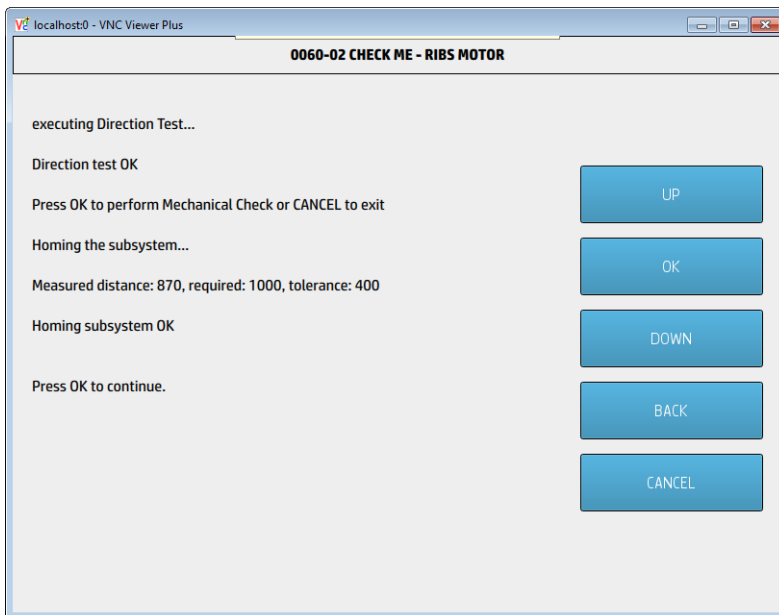 localhost:0 - VNC Viewer Plus
0060-02 CHECK ME - RIBS MOTOR
executing Direction Test...
Direction test OK
Press OK to perform Mechanical Check or CANCEL to exit
Homing the subsystem...
Measured distance: 870, required: 1000, tolerance: 400
Homing subsystem OK
Press OK to continue.
UP
OK
DOWN
BACK
CANCEL